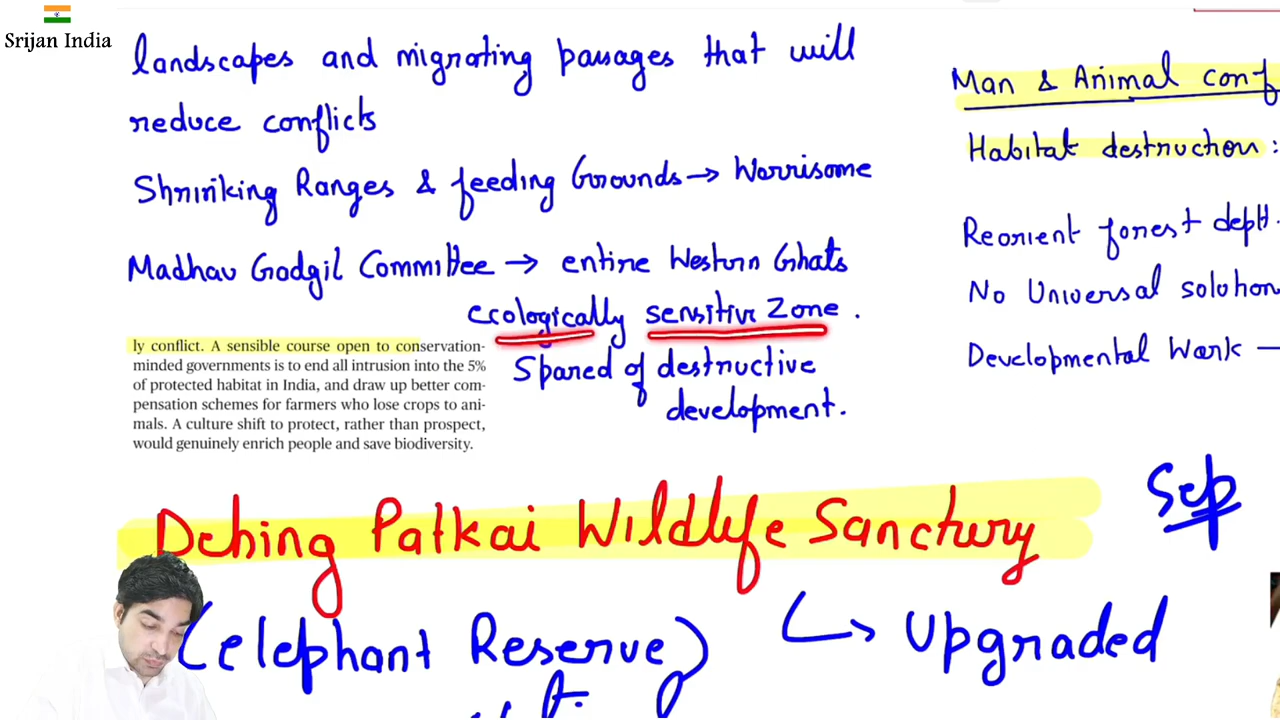 Srijan India
landscapes and migrating passages that will
reduce conflicts
Shrinking Ranges & feeding Grounds → Worrisome
Madhav Gadgil Committee → entire Western Ghats
ecologically sensitive Zone .
Spared of destructive
development.
ly conflict. A sensible course open to conservation-
minded governments is to end all intrusion into the 5%
of protected habitat in India, and draw up better com-
pensation schemes for farmers who lose crops to ani-
mals. A culture shift to protect, rather than prospect,
would genuinely enrich people and save biodiversity.
Man & Animal conf
Habitat destruction :
Reorient forest deptt.
No Universal solution
Developmental Work –
Dehing Patkai Wildlife Sanctury
(elephant Reserve)
↳ Upgraded
Sep